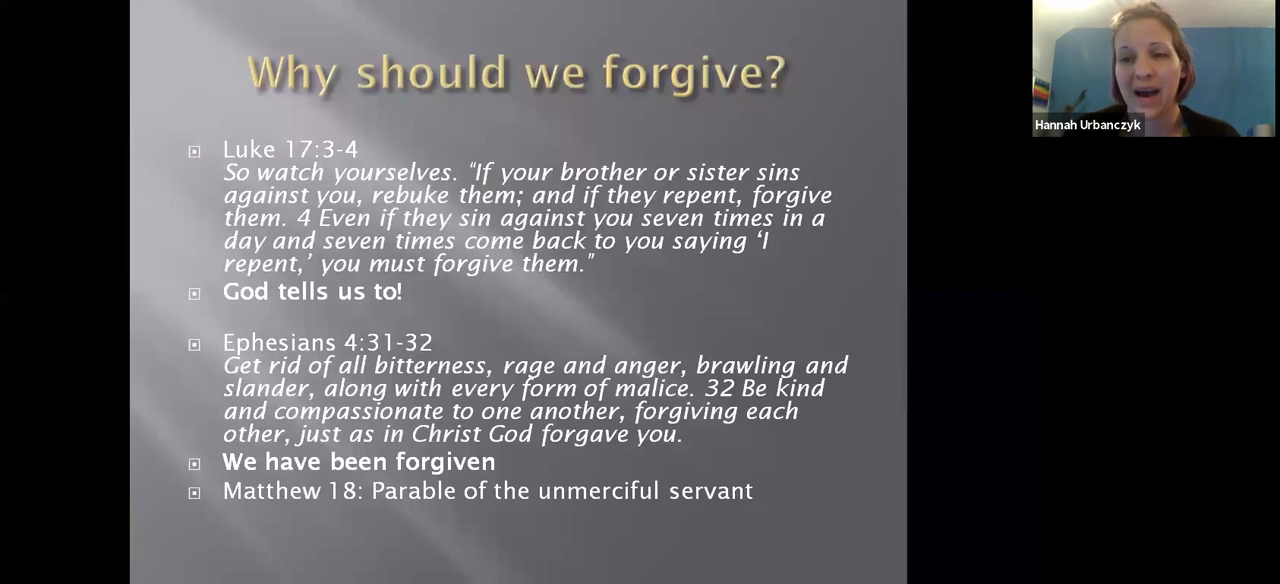 Why should we forgive?
Luke 17:3-4
So watch yourselves. "If your brother or sister sins
against you, rebuke them; and if they repent, forgive
them. 4 Even if they sin against you seven times in a
day and seven times come back to you saying ‘I
repent,’ you must forgive them."
God tells us to!
Ephesians 4:31-32
Get rid of all bitterness, rage and anger, brawling and
slander, along with every form of malice. 32 Be kind
and compassionate to one another, forgiving each
other, just as in Christ God forgave you.
We have been forgiven
Matthew 18: Parable of the unmerciful servant
Hannah Urbanczyk